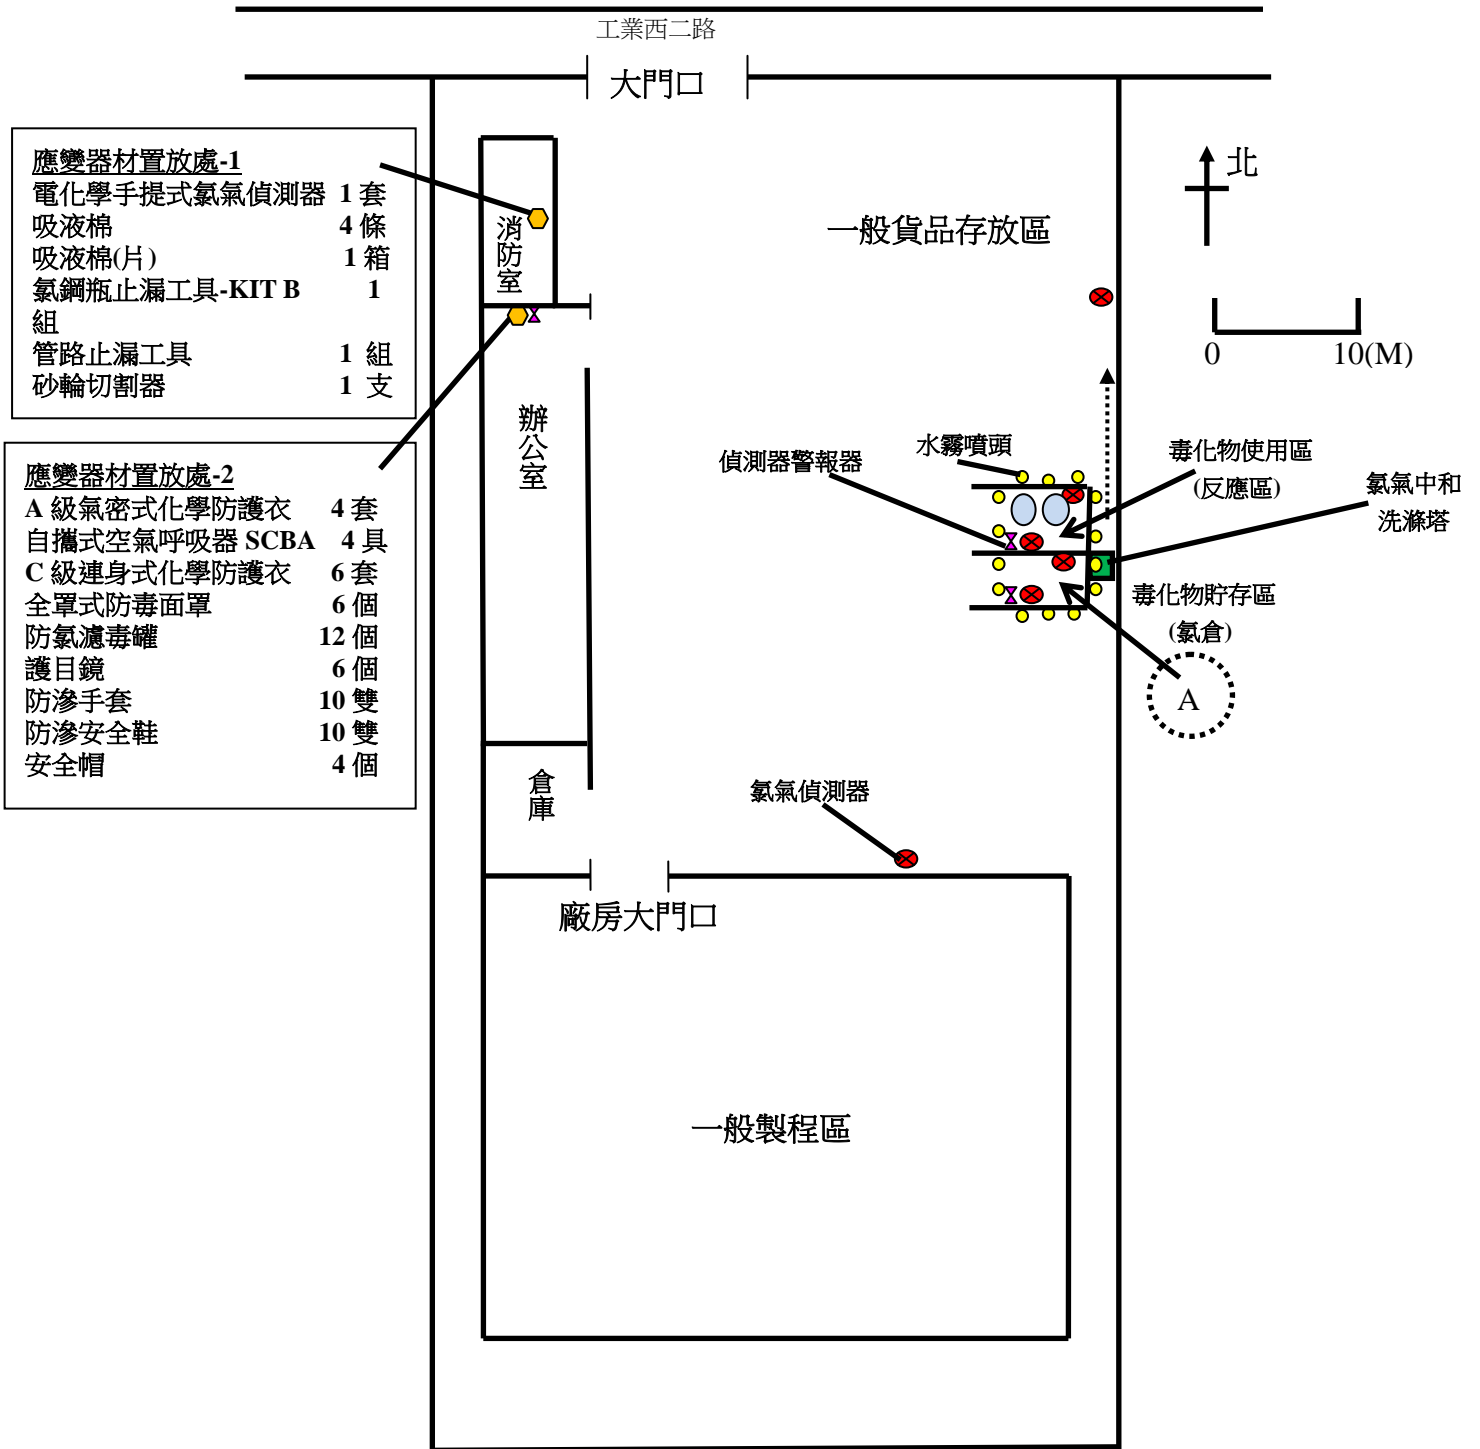 工業西二路
大門口
應變器材置放處-1
電化學手提式氯氣偵測器 1 套
吸液棉 4 條
吸液棉(片) 1 箱
氯鋼瓶止漏工具-KIT B 1
組
管路止漏工具 1 組
砂輪切割器 1 支
消防室
北
一般貨品存放區
0 10(M)
應變器材置放處-2
A 級氣密式化學防護衣 4 套
自攜式空氣呼吸器 SCBA 4 具
C 級連身式化學防護衣 6 套
全罩式防毒面罩 6 個
防氯濾毒罐 12 個
護目鏡 6 個
防滲手套 10 雙
防滲安全鞋 10 雙
安全帽 4 個
辦公室
水霧噴頭
偵測器警報器
毒化物使用區
(反應區)
氯氣中和
洗滌塔
毒化物貯存區
(氯倉)
A
倉庫
氯氣偵測器
廠房大門口
一般製程區